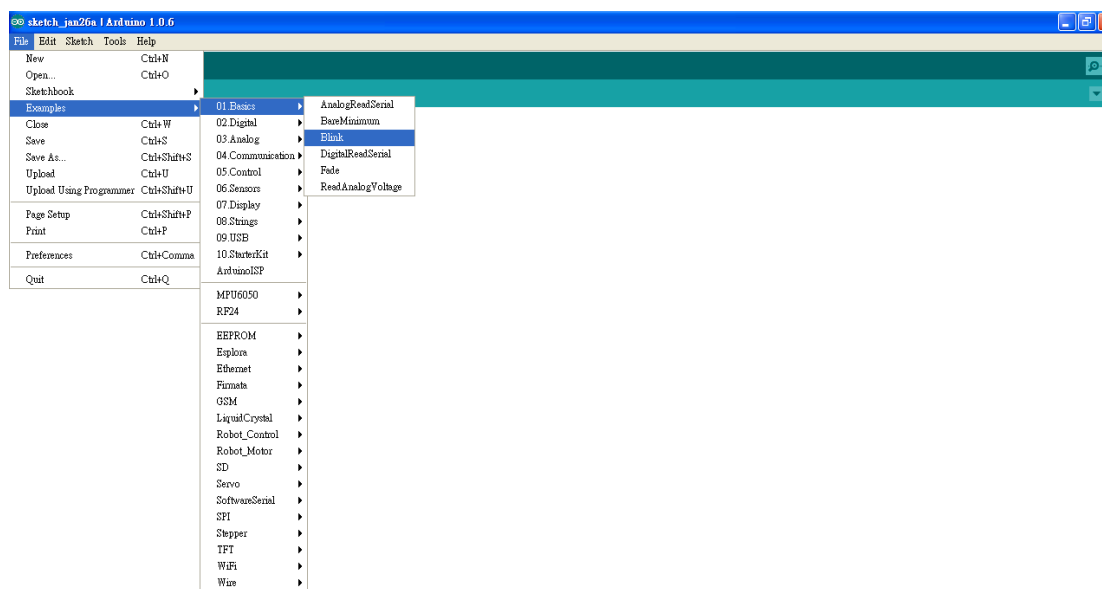 sketch_jan26a | Arduino 1.0.6
File Edit Sketch Tools Help
New Ctrl+N
Open... Ctrl+O
Sketchbook
Examples
Close Ctrl+W
Save Ctrl+S
Save As... Ctrl+Shift+S
Upload Ctrl+U
Upload Using Programmer Ctrl+Shift+U
Page Setup Ctrl+Shift+P
Print Ctrl+P
Preferences Ctrl+Comma
Quit Ctrl+Q
01.Basics
02.Digital
03.Analog
04.Communication
05.Control
06.Sensors
07.Display
08.Strings
09.USB
10.StarterKit
ArduinoISP
MPU6050
RF24
EEPROM
Esplora
Ethernet
Firmata
GSM
LiquidCrystal
Robot_Control
Robot_Motor
SD
Servo
SoftwareSerial
SPI
Stepper
TFT
WiFi
Wire
AnalogReadSerial
BareMinimum
Blink
DigitalReadSerial
Fade
ReadAnalogVoltage